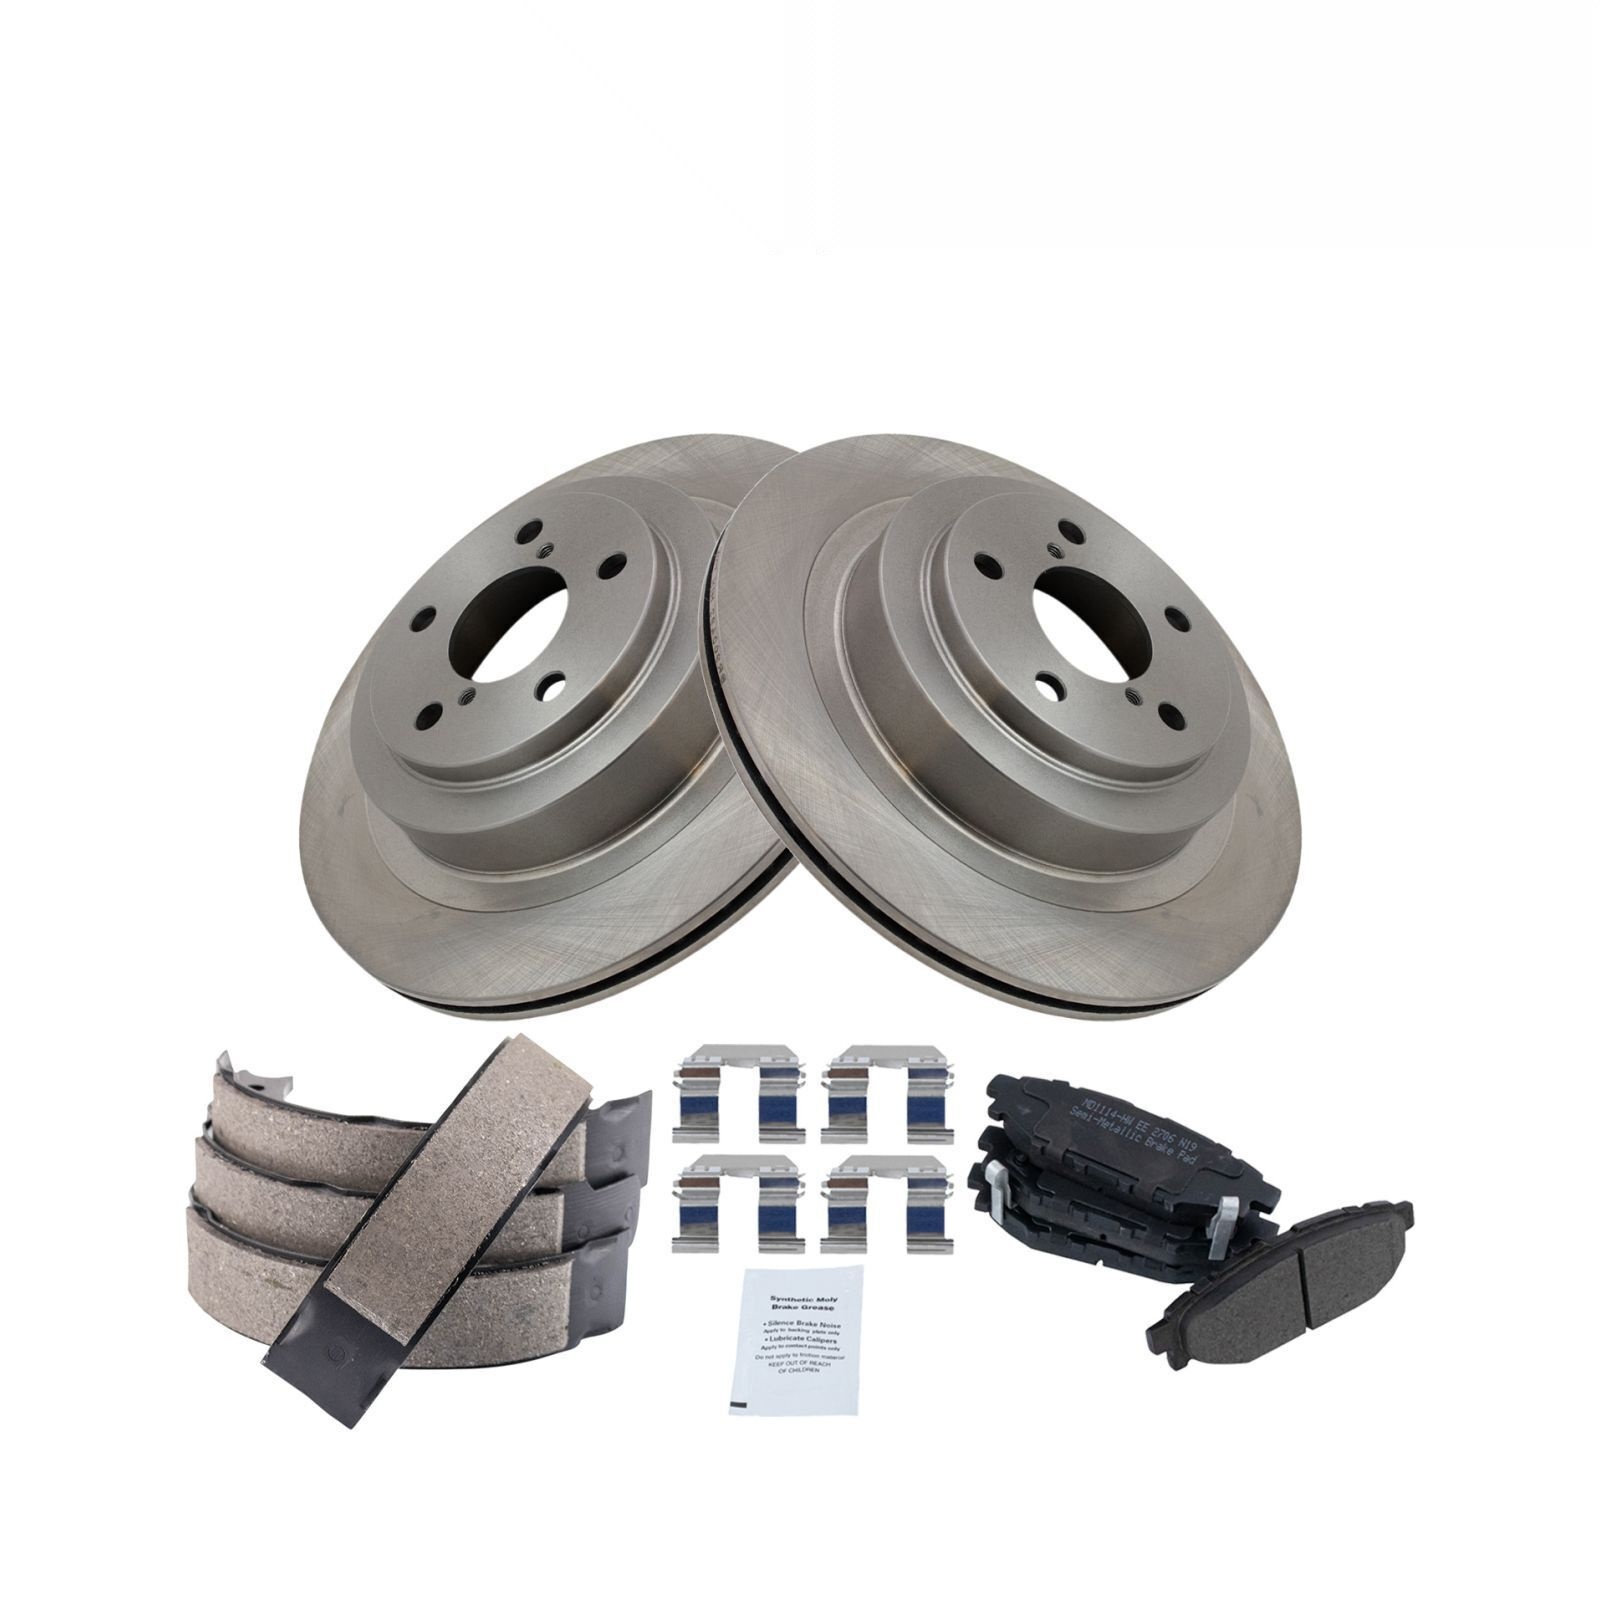 MD1114-HW EE 2706 N19
Semi-Metallic Brake Pad
Synthetic Moly
Brake Grease
• Silence Brake Noise
Apply to backing plate only
• Lubricate Calipers
Apply to contact points only
Do not apply to friction material
KEEP OUT OF REACH
OF CHILDREN